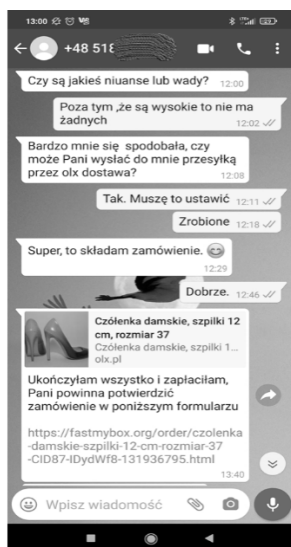 13:00
+48 518
Czy są jakieś niuanse lub wady? 12:00
Poza tym ,że są wysokie to nie ma
żadnych
12:02
Bardzo mnie się spodobała, czy
może Pani wysłać do mnie przesyłką
przez olx dostawa?
12:08
Tak. Muszę to ustawić 12:11
Zrobione 12:18
Super, to składam zamówienie.
12:29
Dobrze. 12:46
Czółenka damskie, szpilki 12
cm, rozmiar 37
Czółenka damskie, szpilki 1...
olx.pl
Ukończyłam wszystko i zapłaciłam,
Pani powinna potwierdzić
zamówienie w poniższym formularzu
https://fastmybox.org/order/czolenka
-damskie-szpilki-12-cm-rozmiar-37
-CID87-IDydWf8-131936795.html
13:40
Wpisz wiadomość